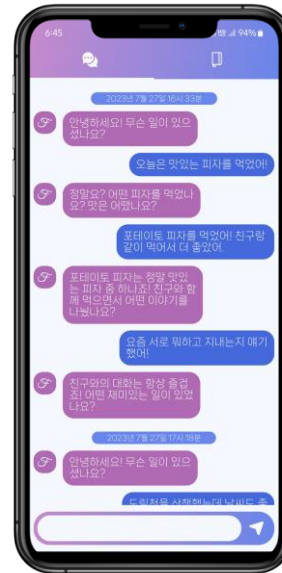 6:45
94%
2023년 7월 27일 16시 33분
안녕하세요! 무슨 일이 있으
셨나요?
오늘은 맛있는 피자를 먹었어!
정말요? 어떤 피자를 먹었나
요? 맛은 어땠나요?
포테이토 피자를 먹었어! 친구랑
같이 먹어서 더 좋았어.
포테이토 피자는 정말 맛있
는 피자 중 하나죠! 친구와 함
께 먹으면서 어떤 이야기를
나눴나요?
요즘 서로 뭐하고 지내는지 얘기
했어!
친구와의 대화는 항상 즐겁
죠! 어떤 재미있는 일이 있었
나요?
2023년 7월 27일 17시 18분
안녕하세요! 무슨 일이 있으
셨나요?